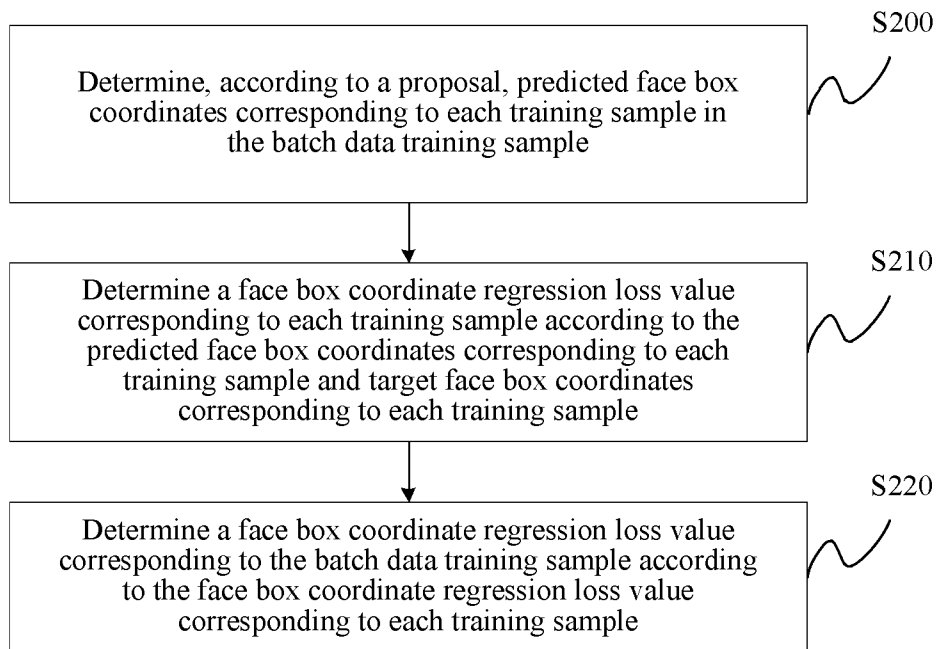 S200
Determine, according to a proposal, predicted face box
coordinates corresponding to each training sample in
the batch data training sample
S210
Determine a face box coordinate regression loss value
corresponding to each training sample according to the
predicted face box coordinates corresponding to each
training sample and target face box coordinates
corresponding to each training sample
S220
Determine a face box coordinate regression loss value
corresponding to the batch data training sample according
to the face box coordinate regression loss value
corresponding to each training sample